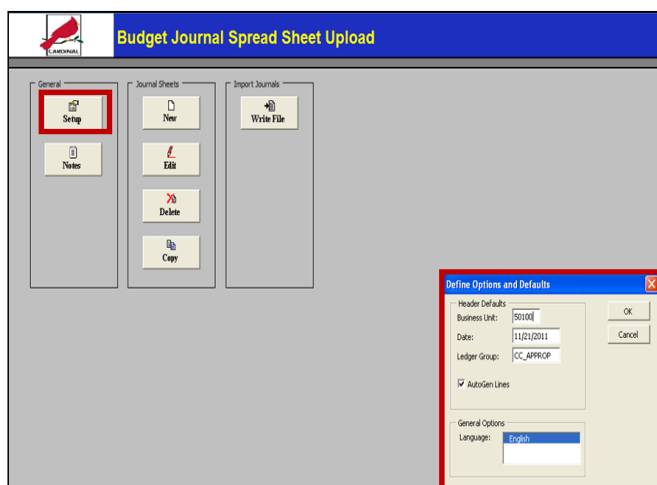 CARDINAL
Budget Journal Spread Sheet Upload
General
Setup
Notes
Journal Sheets
New
Edit
Delete
Copy
Import Journals
Write File
Define Options and Defaults
Header Defaults
Business Unit: 50100
Date: 11/21/2011
Ledger Group: CC_APPROP
AutoGen Lines
OK
Cancel
General Options
Language: English